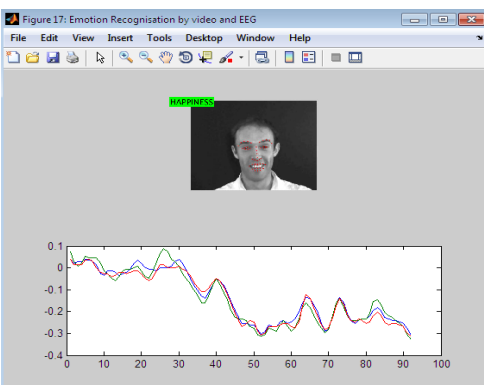 Figure 17: Emotion Recognisation by video and EEG
File Edit View Insert Tools Desktop Window Help
HAPPINESS
0.1
0
-0.1
-0.2
-0.3
-0.4
0 10 20 30 40 50 60 70 80 90 100